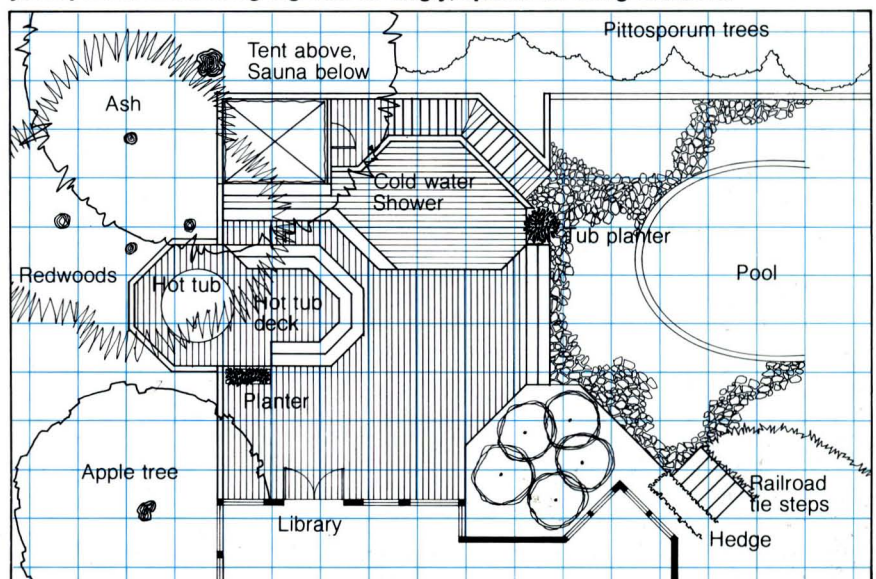 Pittosporum trees
Tent above,
Sauna below
Ash
Cold water
Shower
Tub planter
Redwoods
Hot tub
Hot tub
deck
Pool
Planter
Apple tree
Railroad
tie steps
Library
Hedge